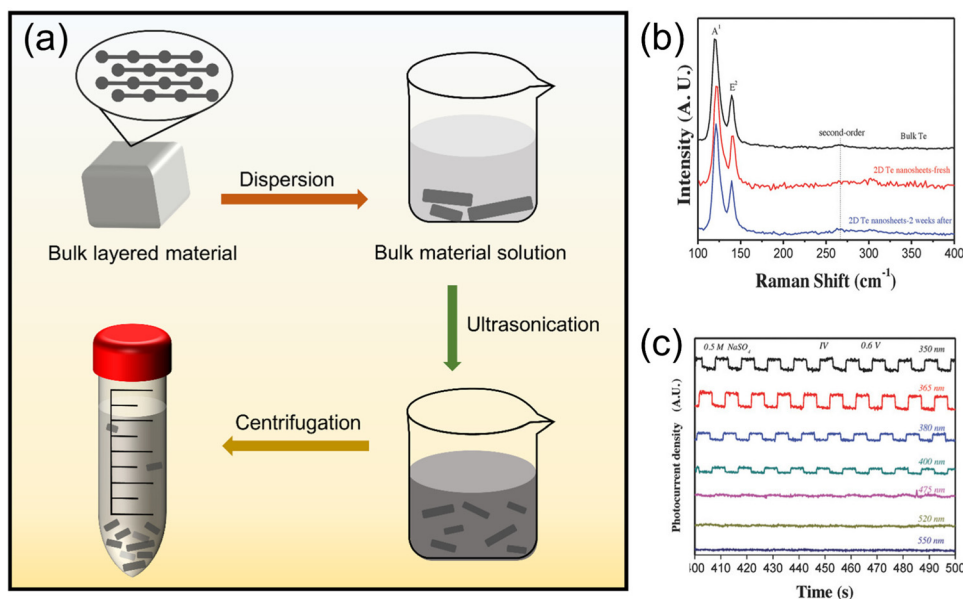 (a)
Dispersion
Bulk layered material
Bulk material solution
Ultrasonication
Centrifugation
(b)
Intensity (A. U.)
A¹
E²
second-order
Bulk Te
2D Te nanosheets-fresh
2D Te nanosheets-2 weeks after
100 150 200 250 300 350 400
Raman Shift (cm⁻¹)
(c)
Photocurrent density (A.U.)
0.5 M NaSO₄ IV 0.6 V 350 nm
365 nm
380 nm
400 nm
475 nm
520 nm
550 nm
400 410 420 430 440 450 460 470 480 490 500
Time (s)